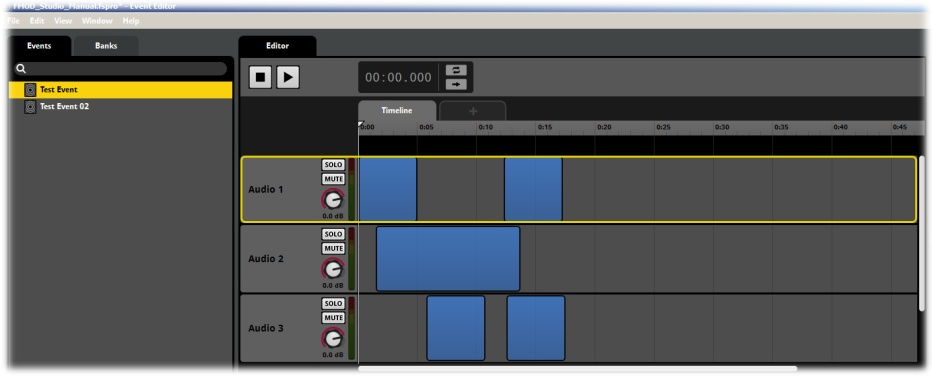 FMOD_Studio_Manual.fspro* - Event Editor
File Edit View Window Help
Events Banks
Editor
Test Event
Test Event 02
00:00.000
Timeline +
0:00 0:05 0:10 0:15 0:20 0:25 0:30 0:35 0:40 0:45
Audio 1
SOLO
MUTE
0.0 dB
Audio 2
SOLO
MUTE
0.0 dB
Audio 3
SOLO
MUTE
0.0 dB